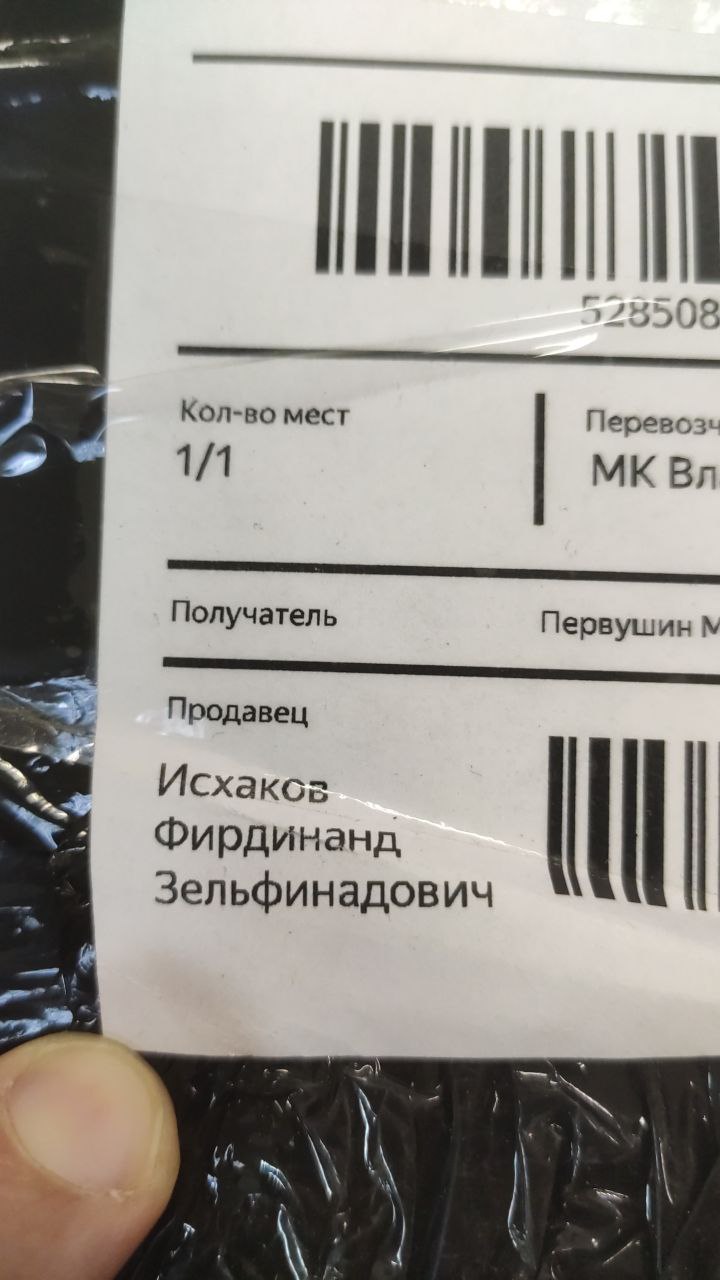 528508
Кол-во мест
1/1
Перевозч
МК Вл
Получатель
Первушин М
Продавец
Исхаков
Фирдинанд
Зельфинадович